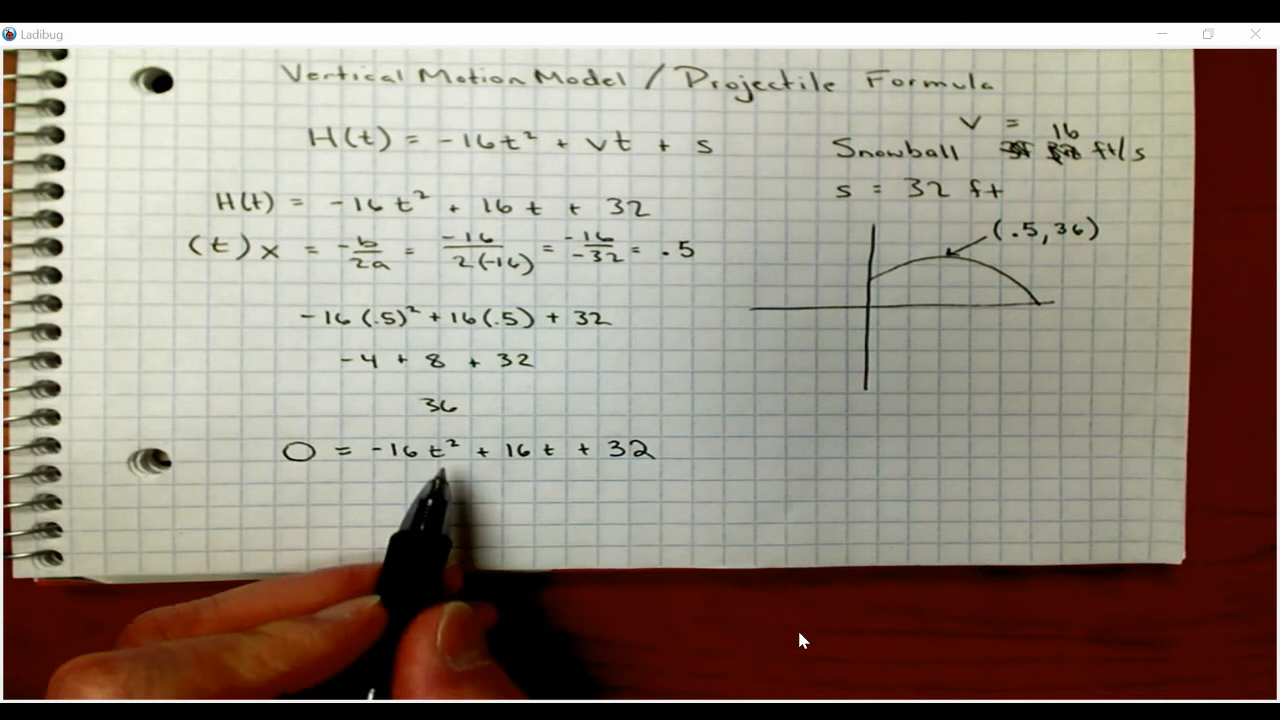 Ladibug
Vertical Motion Model / Projectile Formula
H(t) = -16t² + vt + s
v = 16
Snowball ft/s
s = 32 ft
H(t) = -16t² + 16t + 32
(t) x = -b/2a = -16/2(-16) = -16/-32 = .5
(.5, 36)
-16(.5)² + 16(.5) + 32
-4 + 8 + 32
36
0 = -16t² + 16t + 32